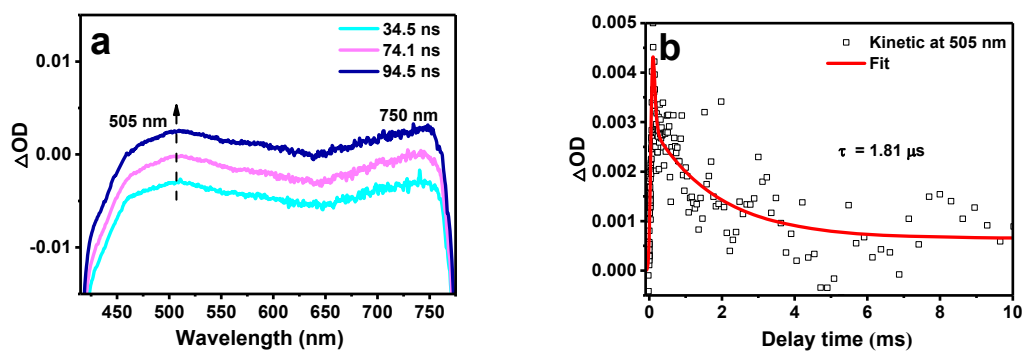 a
34.5 ns
74.1 ns
94.5 ns
505 nm
750 nm
0.01
0.00
-0.01
△OD
450 500 550 600 650 700 750
Wavelength (nm)
b
Kinetic at 505 nm
Fit
τ = 1.81 μs
0.005
0.004
0.003
0.002
0.001
0.000
△OD
0 2 4 6 8 10
Delay time (ms)